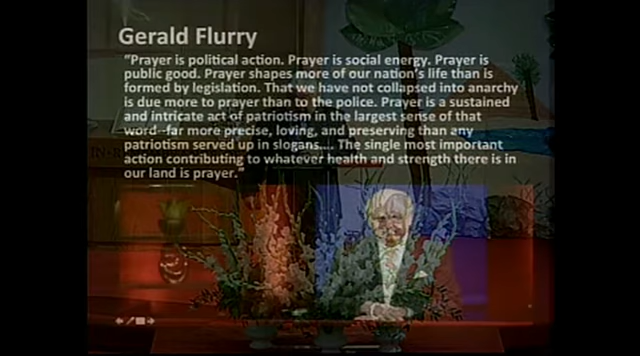 Gerald Flurry
"Prayer is political action. Prayer is social energy. Prayer is
public good. Prayer shapes more of our nation's life than is
formed by legislation. That we have not collapsed into anarchy
is due more to prayer than to the police. Prayer is a sustained
and intricate act of patriotism in the largest sense of that
word--far more precise, loving, and preserving than any
patriotism served up in slogans.... The single most important
action contributing to whatever health and strength there is in
our land is prayer."